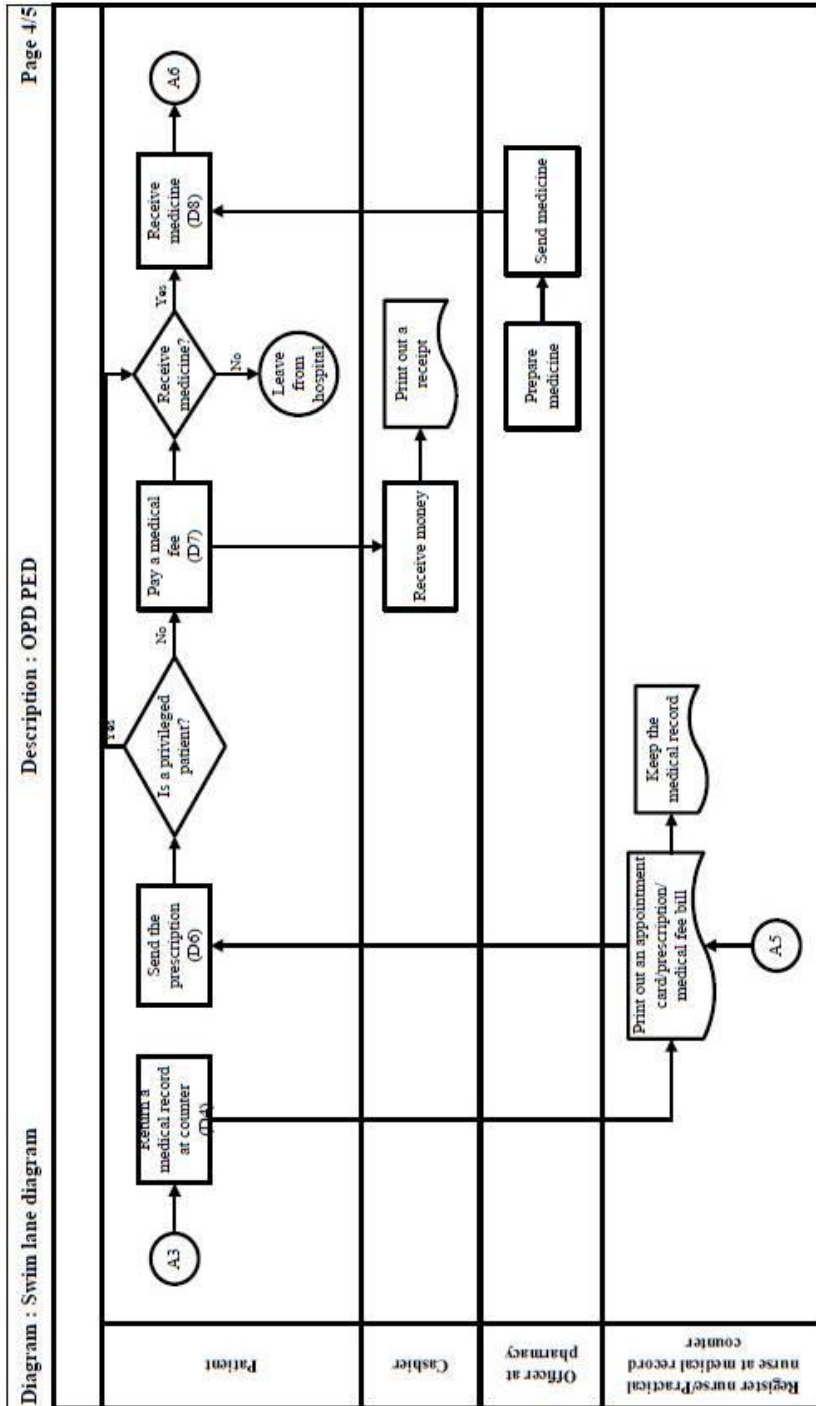 Diagram : Swim lane diagram
Description : OPD PED
Page 4/5
Patient
A3
Return a
medical record
at counter
(D4)
Send the
prescription
(D6)
Is a privileged
patient?
Yes
No
Pay a medical
fee
(D7)
Receive
medicine?
Yes
No
Leave
from
hospital
Receive
medicine
(D8)
A6
Cashier
Receive money
Print out a
receipt
Officer at
pharmacy
Prepare
medicine
Send medicine
Register nurse/Practical
nurse at medical record
counter
Print out an appointment
card/prescription/
medical fee bill
Keep the
medical record
A5